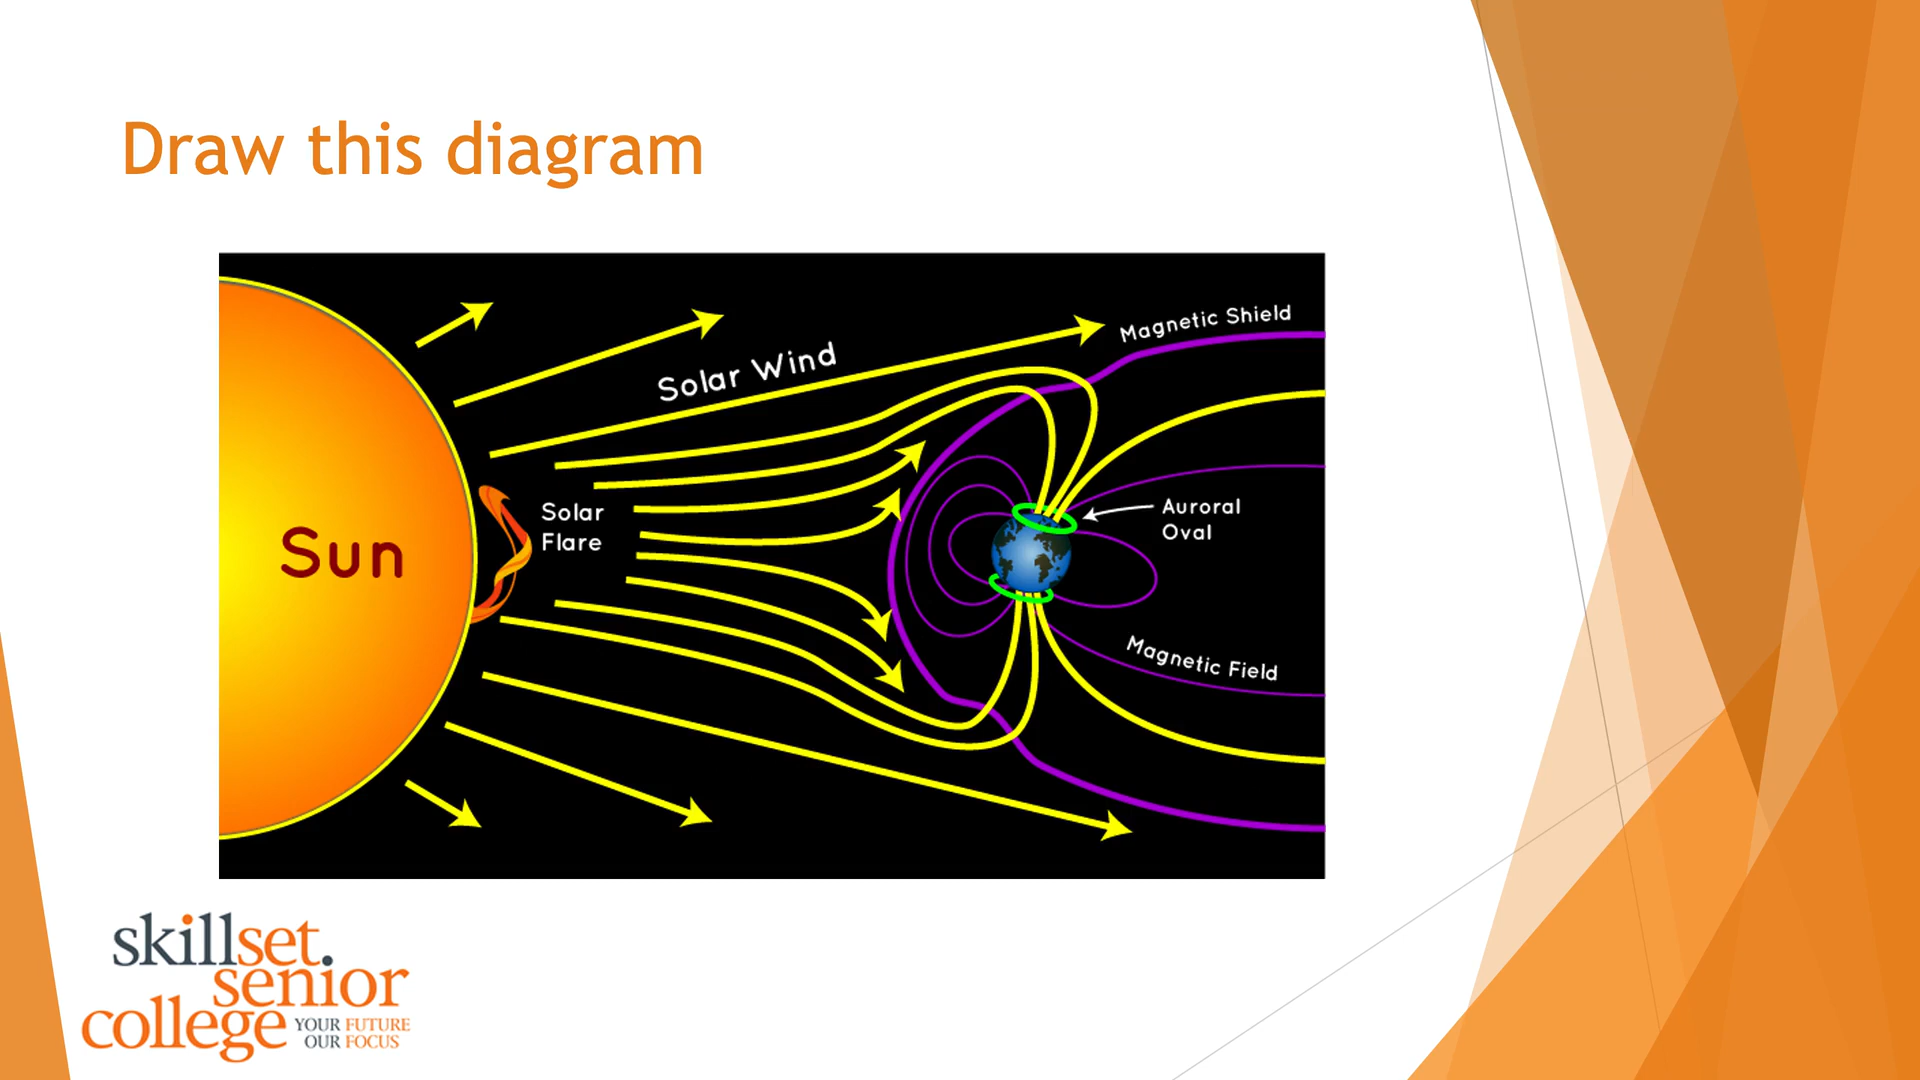 Draw this diagram
Magnetic Shield
Solar Wind
Solar
Flare
Auroral
Oval
Sun
Magnetic Field
skillset.
senior
college
YOUR FUTURE
OUR FOCUS